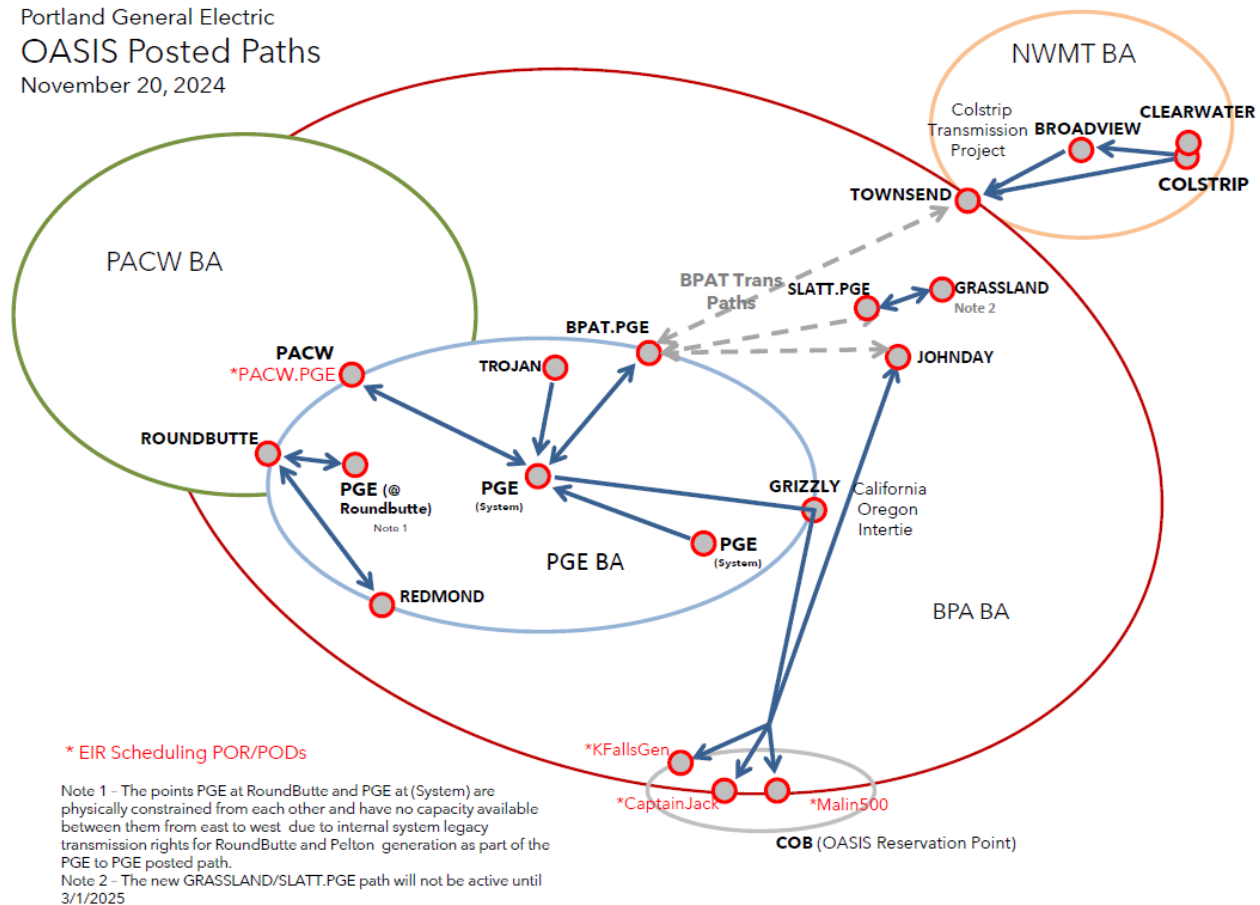 Portland General Electric
OASIS Posted Paths
November 20, 2024
NWMT BA
Colstrip
Transmission
Project
CLEARWATER
BROADVIEW
COLSTRIP
TOWNSEND
PACW BA
BPAT Trans
Paths
SLATT.PGE
GRASSLAND
Note 2
BPAT.PGE
JOHNDAY
PACW
*PACW.PGE
TROJAN
ROUNDBUTTE
PGE (@
Roundbutte)
Note 1
PGE
(System)
GRIZZLY
California
Oregon
Intertie
PGE
(System)
PGE BA
REDMOND
BPA BA
* EIR Scheduling POR/PODs
*KFallsGen
*CaptainJack
*Malin500
COB (OASIS Reservation Point)
Note 1 – The points PGE at RoundButte and PGE at (System) are
physically constrained from each other and have no capacity available
between them from east to west due to internal system legacy
transmission rights for RoundButte and Pelton generation as part of the
PGE to PGE posted path.
Note 2 – The new GRASSLAND/SLATT.PGE path will not be active until
3/1/2025